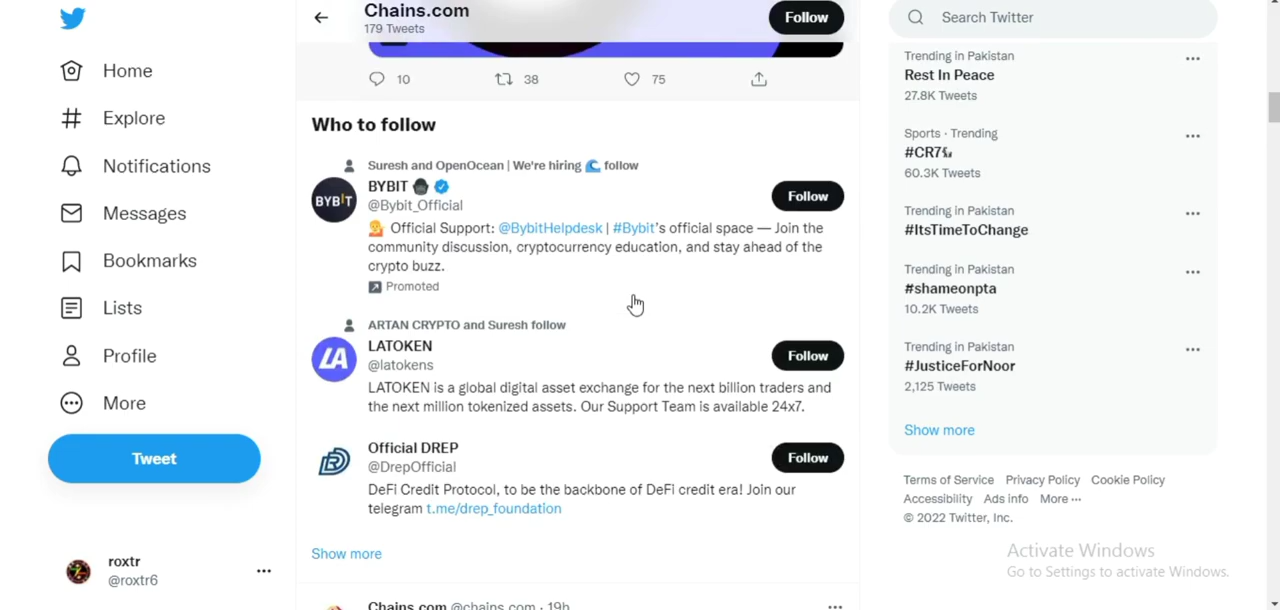 Home
Explore
Notifications
Messages
Bookmarks
Lists
Profile
More
Tweet
roxtr
@roxtr6
Chains.com
179 Tweets
Follow
10 38 75
Who to follow
Suresh and OpenOcean | We're hiring 🌊 follow
BYBIT
@Bybit_Official
Follow
💁 Official Support: @BybitHelpdesk | #Bybit's official space — Join the
community discussion, cryptocurrency education, and stay ahead of the
crypto buzz.
Promoted
ARTAN CRYPTO and Suresh follow
LATOKEN
@latokens
Follow
LATOKEN is a global digital asset exchange for the next billion traders and
the next million tokenized assets. Our Support Team is available 24x7.
Official DREP
@DrepOfficial
Follow
DeFi Credit Protocol, to be the backbone of DeFi credit era! Join our
telegram t.me/drep_foundation
Show more
Chains.com @chains_com · 19h
Search Twitter
Trending in Pakistan
Rest In Peace
27.8K Tweets
Sports · Trending
#CR7
60.3K Tweets
Trending in Pakistan
#ItsTimeToChange
Trending in Pakistan
#shameonpta
10.2K Tweets
Trending in Pakistan
#JusticeForNoor
2,125 Tweets
Show more
Terms of Service Privacy Policy Cookie Policy
Accessibility Ads info More ···
© 2022 Twitter, Inc.
Activate Windows
Go to Settings to activate Windows.